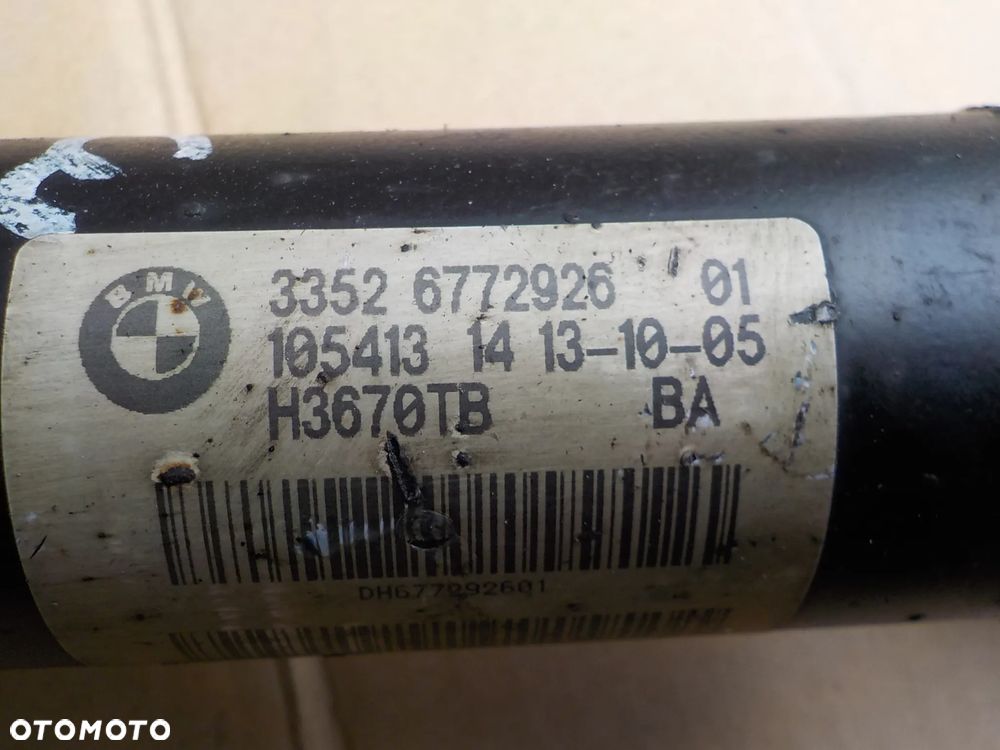 BMW
3352 6772926 01
105413 14 13-10-05
H3670TB BA
DH677292601
OTOMOTO